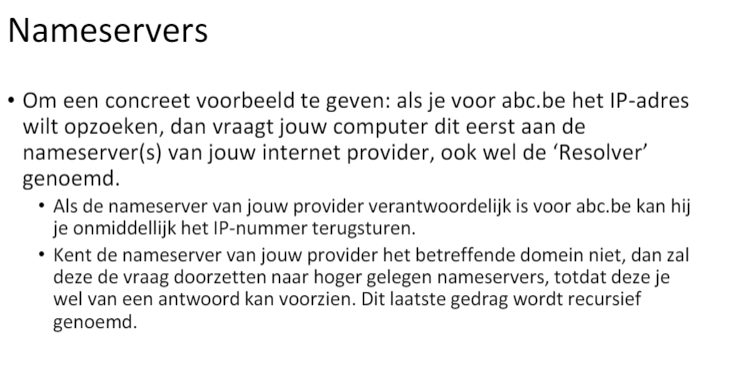 Nameservers
• Om een concreet voorbeeld te geven: als je voor abc.be het IP-adres
wilt opzoeken, dan vraagt jouw computer dit eerst aan de
nameserver(s) van jouw internet provider, ook wel de ‘Resolver’
genoemd.
• Als de nameserver van jouw provider verantwoordelijk is voor abc.be kan hij
je onmiddellijk het IP-nummer terugsturen.
• Kent de nameserver van jouw provider het betreffende domein niet, dan zal
deze de vraag doorzetten naar hoger gelegen nameservers, totdat deze je
wel van een antwoord kan voorzien. Dit laatste gedrag wordt recursief
genoemd.